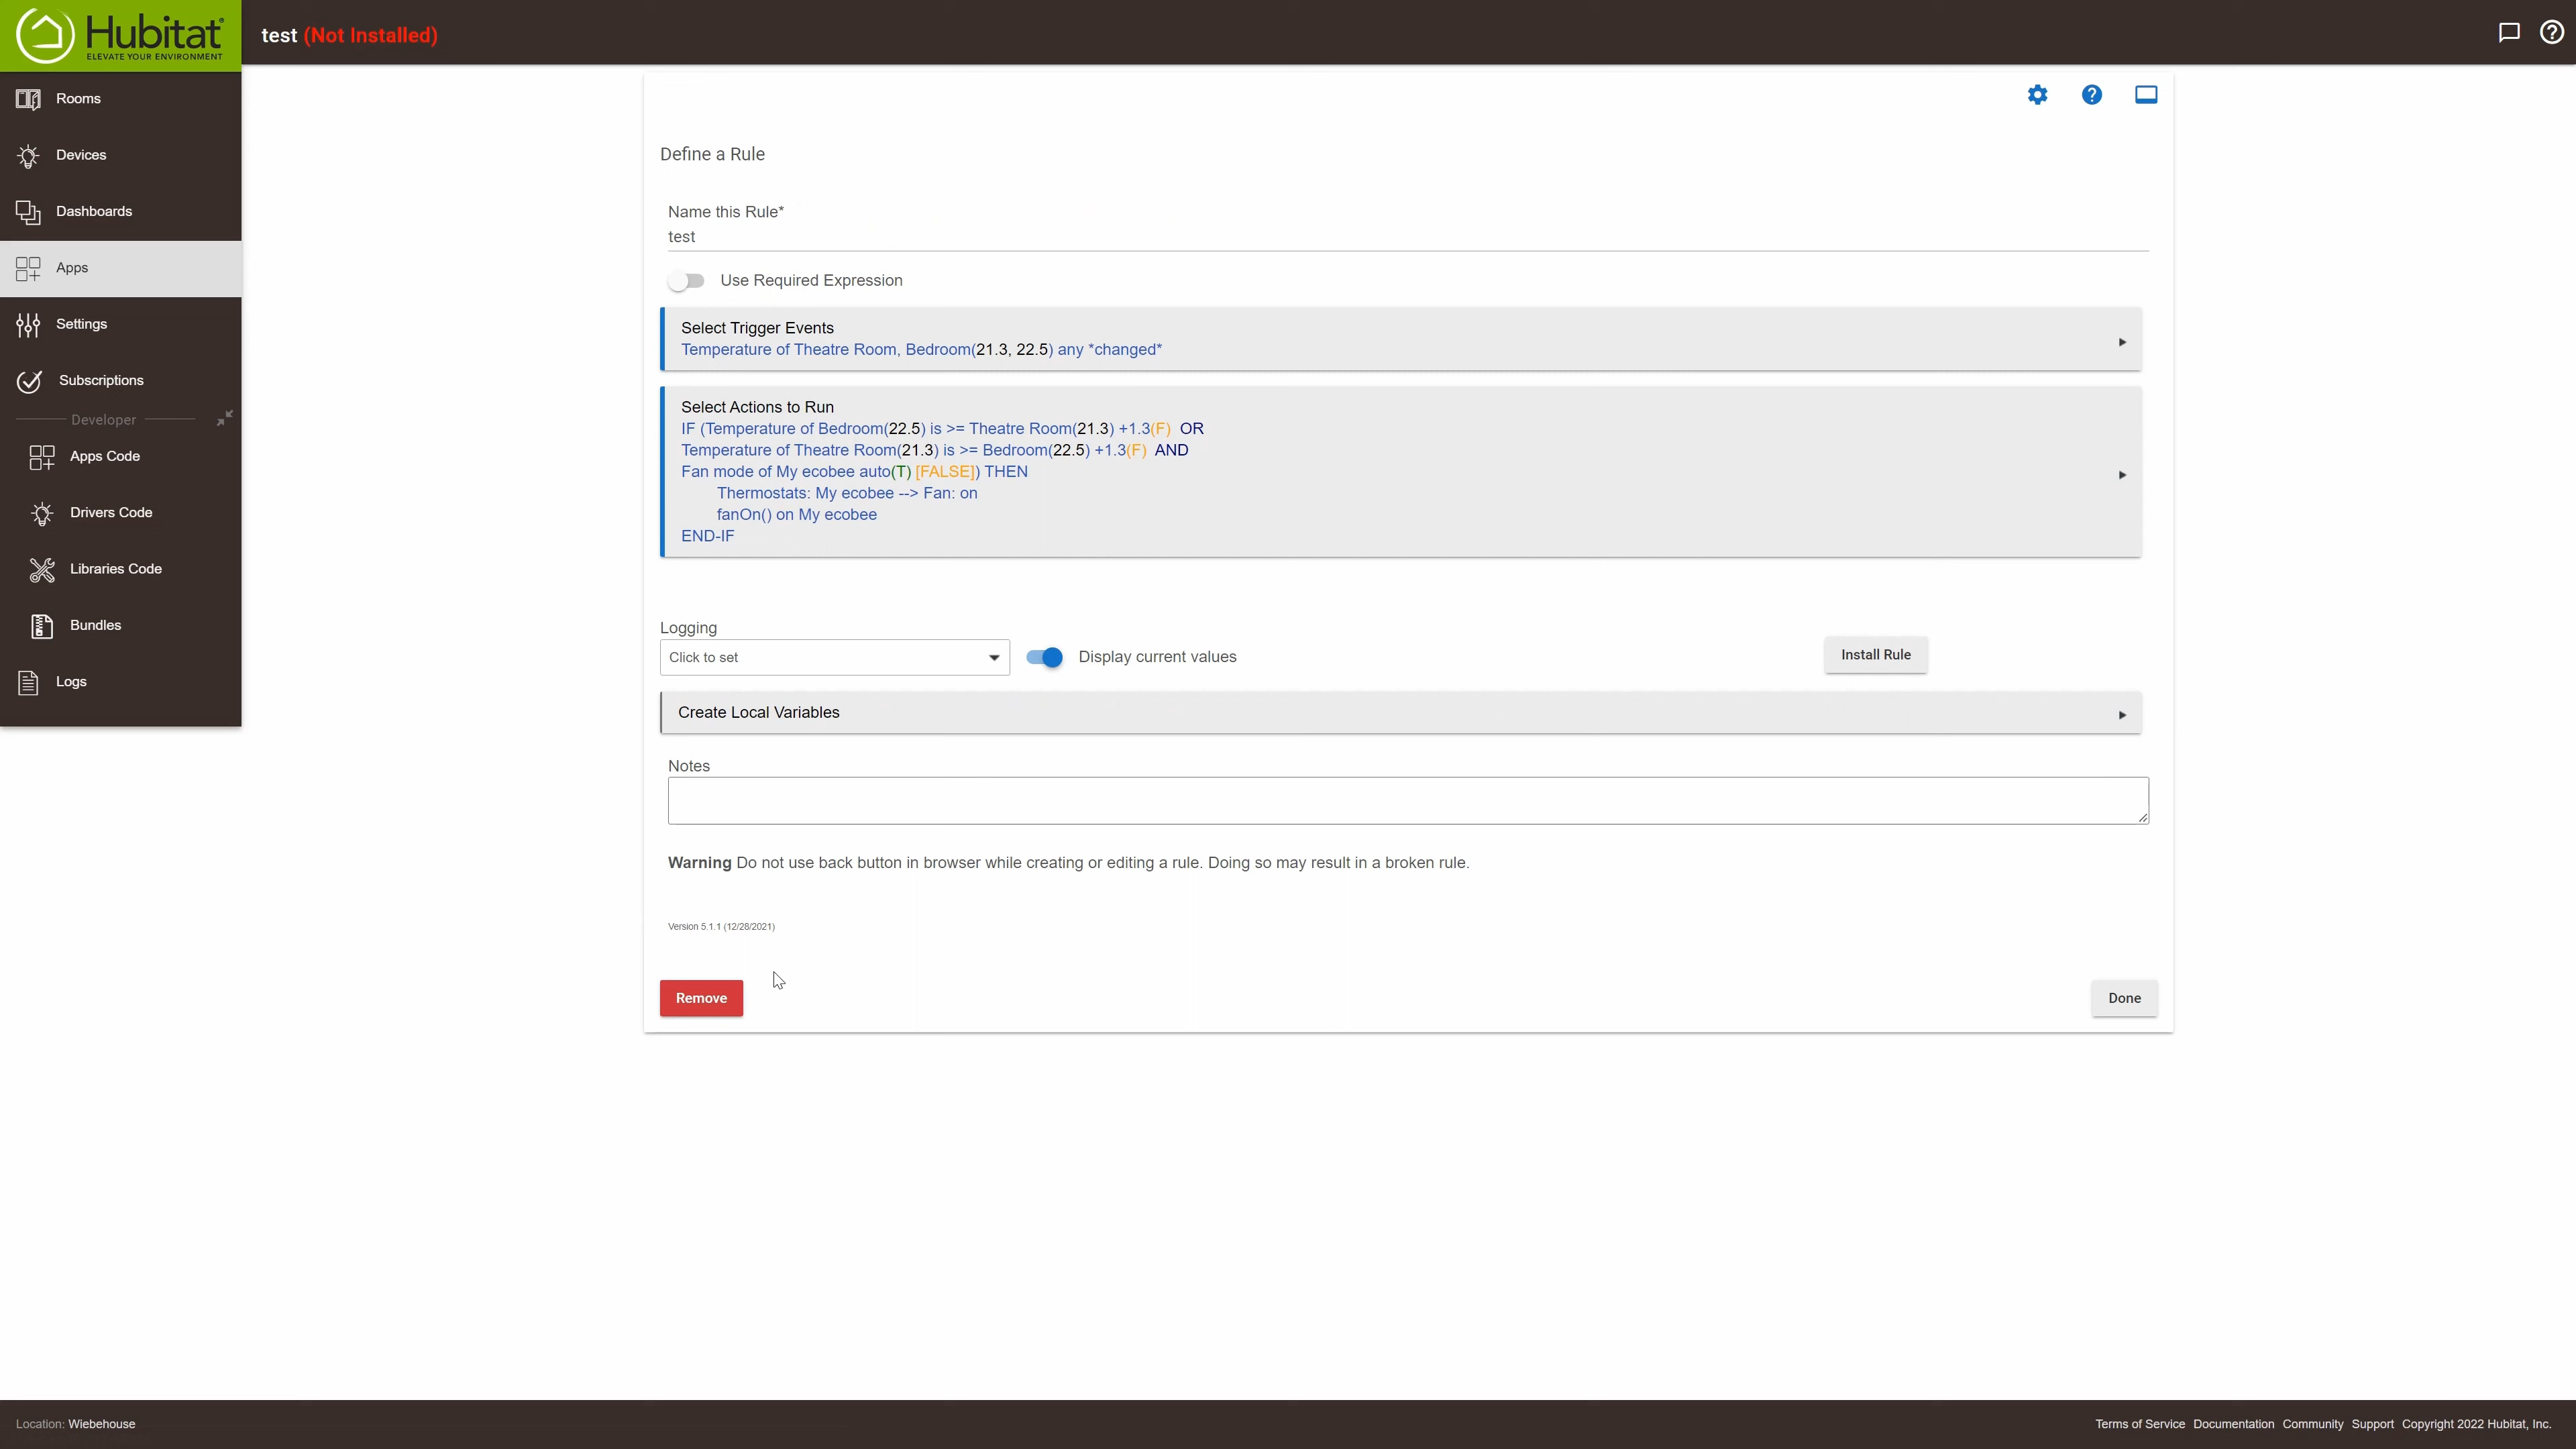 Hubitat
ELEVATE YOUR ENVIRONMENT
test (Not Installed)
Rooms
Devices
Dashboards
Apps
Settings
Subscriptions
Developer
Apps Code
Drivers Code
Libraries Code
Bundles
Logs
Define a Rule
Name this Rule*
test
Use Required Expression
Select Trigger Events
Temperature of Theatre Room, Bedroom(21.3, 22.5) any *changed*
Select Actions to Run
IF (Temperature of Bedroom(22.5) is >= Theatre Room(21.3) +1.3(F) OR
Temperature of Theatre Room(21.3) is >= Bedroom(22.5) +1.3(F) AND
Fan mode of My ecobee auto(T) [FALSE]) THEN
Thermostats: My ecobee --> Fan: on
fanOn() on My ecobee
END-IF
Logging
Click to set
Display current values
Install Rule
Create Local Variables
Notes
Warning Do not use back button in browser while creating or editing a rule. Doing so may result in a broken rule.
Version 5.1.1 (12/28/2021)
Remove
Done
Location: Wiebehouse
Terms of Service Documentation Community Support Copyright 2022 Hubitat, Inc.